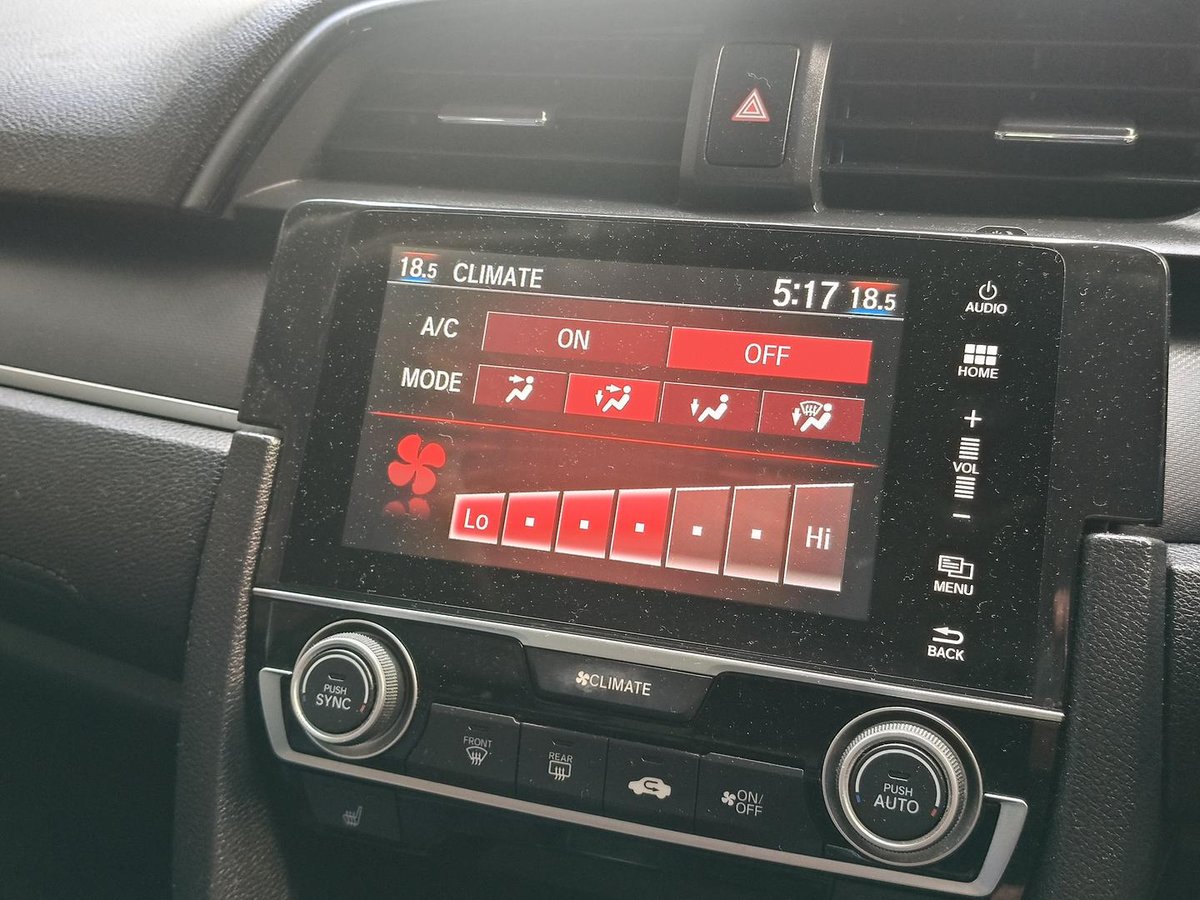 18.5 CLIMATE 5:17 18.5
A/C ON OFF
MODE
Lo Hi
AUDIO
HOME
+
VOL
−
MENU
BACK
CLIMATE
PUSH
SYNC
FRONT
REAR
ON/
OFF
PUSH
AUTO